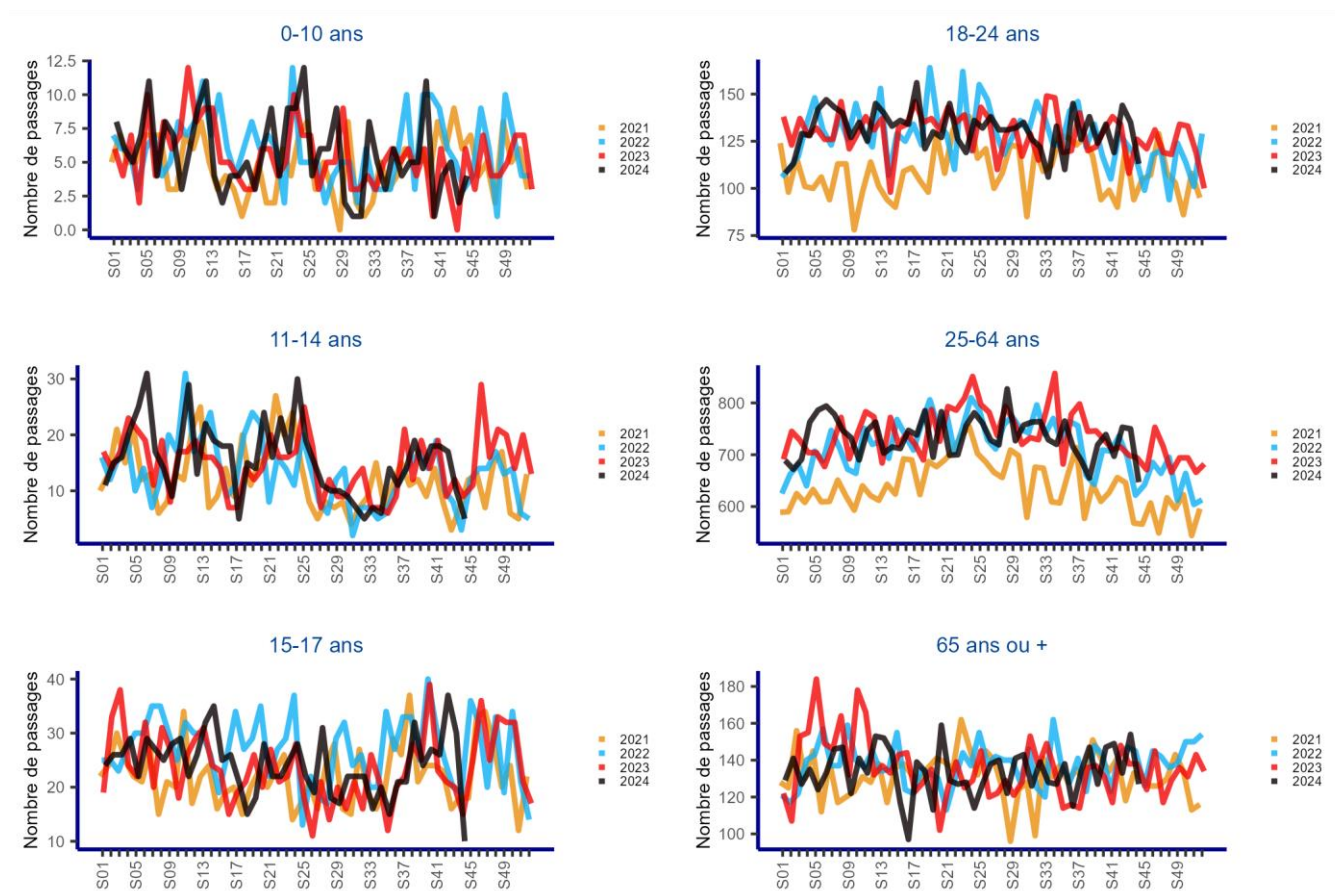 0-10 ans
Nombre de passages
12.5
10.0
7.5
5.0
2.5
0.0
S01
S05
S09
S13
S17
S21
S25
S29
S33
S37
S41
S45
S49
2021
2022
2023
2024
18-24 ans
Nombre de passages
150
125
100
75
S01
S05
S09
S13
S17
S21
S25
S29
S33
S37
S41
S45
S49
2021
2022
2023
2024
11-14 ans
Nombre de passages
30
20
10
S01
S05
S09
S13
S17
S21
S25
S29
S33
S37
S41
S45
S49
2021
2022
2023
2024
25-64 ans
Nombre de passages
800
700
600
S01
S05
S09
S13
S17
S21
S25
S29
S33
S37
S41
S45
S49
2021
2022
2023
2024
15-17 ans
Nombre de passages
40
30
20
10
S01
S05
S09
S13
S17
S21
S25
S29
S33
S37
S41
S45
S49
2021
2022
2023
2024
65 ans ou +
Nombre de passages
180
160
140
120
100
S01
S05
S09
S13
S17
S21
S25
S29
S33
S37
S41
S45
S49
2021
2022
2023
2024